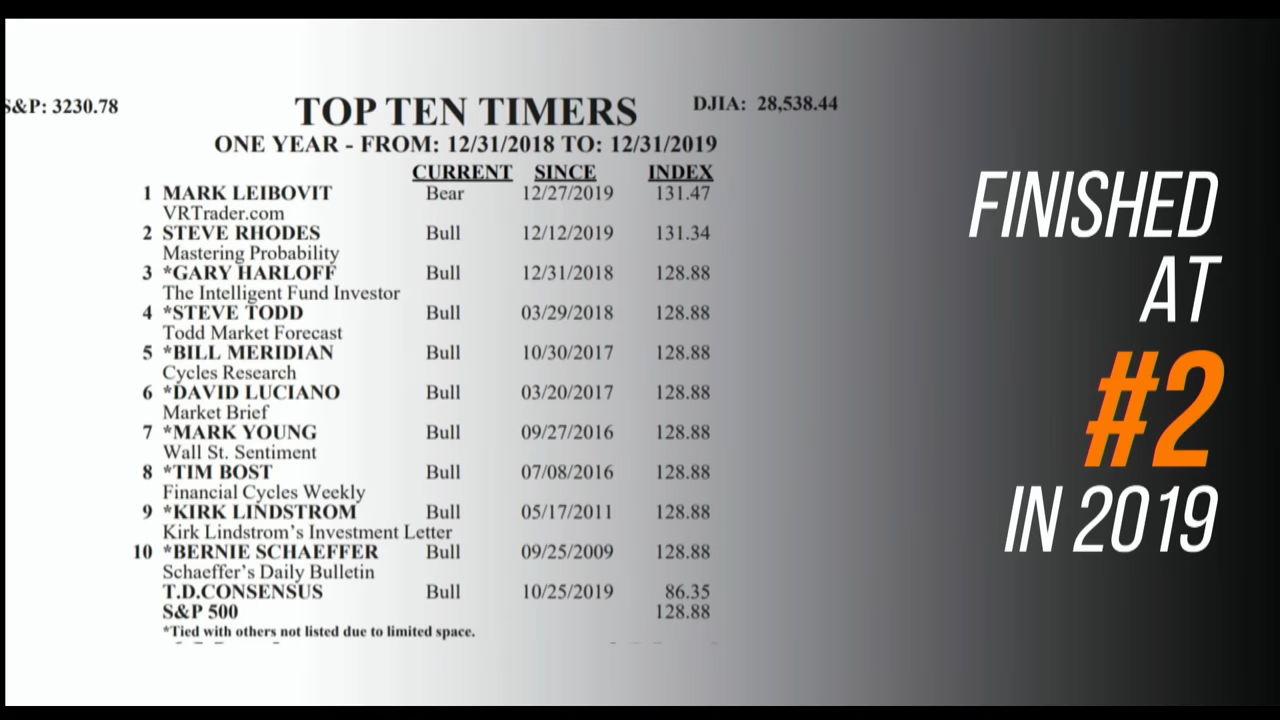 S&P: 3230.78
TOP TEN TIMERS
DJIA: 28,538.44
ONE YEAR - FROM: 12/31/2018 TO: 12/31/2019
CURRENT SINCE INDEX
1 MARK LEIBOVIT Bear 12/27/2019 131.47
VRTrader.com
2 STEVE RHODES Bull 12/12/2019 131.34
Mastering Probability
3 *GARY HARLOFF Bull 12/31/2018 128.88
The Intelligent Fund Investor
4 *STEVE TODD Bull 03/29/2018 128.88
Todd Market Forecast
5 *BILL MERIDIAN Bull 10/30/2017 128.88
Cycles Research
6 *DAVID LUCIANO Bull 03/20/2017 128.88
Market Brief
7 *MARK YOUNG Bull 09/27/2016 128.88
Wall St. Sentiment
8 *TIM BOST Bull 07/08/2016 128.88
Financial Cycles Weekly
9 *KIRK LINDSTROM Bull 05/17/2011 128.88
Kirk Lindstrom's Investment Letter
10 *BERNIE SCHAEFFER Bull 09/25/2009 128.88
Schaeffer's Daily Bulletin
T.D.CONSENSUS Bull 10/25/2019 86.35
S&P 500 128.88
*Tied with others not listed due to limited space.
FINISHED
AT
#2
IN 2019